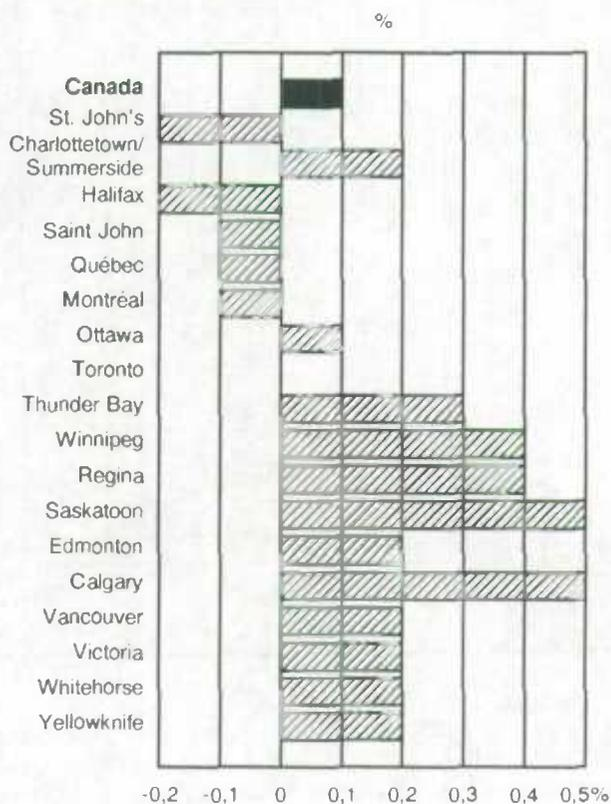 %
Canada
St. John's
Charlottetown/
Summerside
Halifax
Saint John
Québec
Montréal
Ottawa
Toronto
Thunder Bay
Winnipeg
Regina
Saskatoon
Edmonton
Calgary
Vancouver
Victoria
Whitehorse
Yellowknife
-0,2 -0,1 0 0,1 0,2 0,3 0,4 0,5%